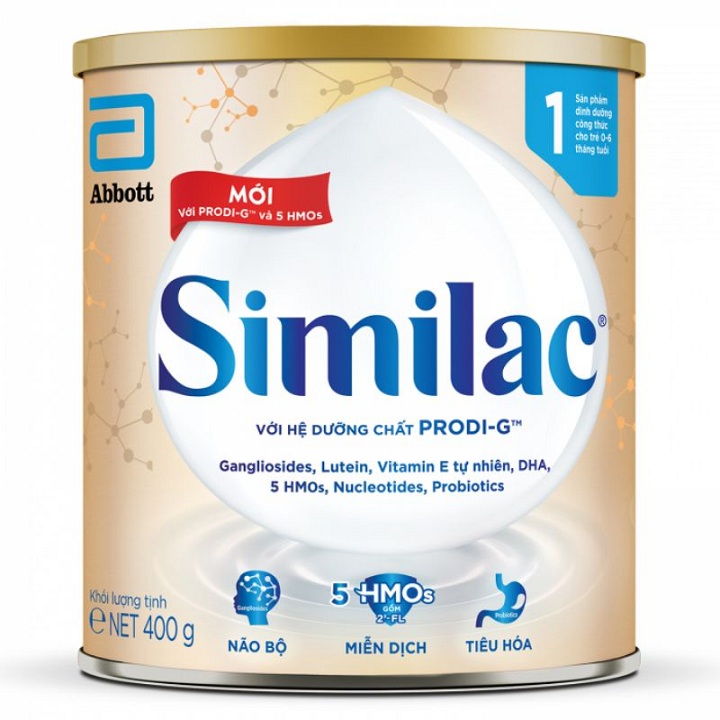 Abbott
1
Sản phẩm
dinh dưỡng
công thức
cho trẻ 0-6
tháng tuổi
MỚI
Với PRODI-G™ và 5 HMOs
Similac®
VỚI HỆ DƯỠNG CHẤT PRODI-G™
Gangliosides, Lutein, Vitamin E tự nhiên, DHA,
5 HMOs, Nucleotides, Probiotics
Khối lượng tịnh
e NET 400 g
Gangliosides
NÃO BỘ
5 HMOs
GỒM
2'-FL
MIỄN DỊCH
Probiotics
TIÊU HÓA